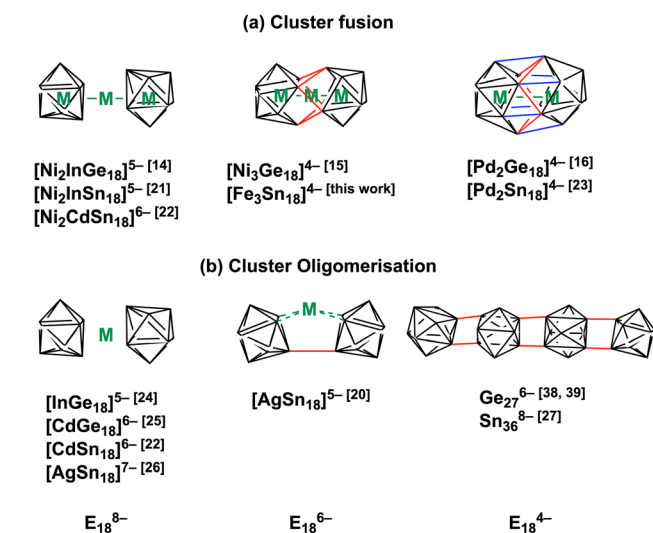 (a) Cluster fusion
M – M – M
M - M - M
M - M
[Ni₂InGe₁₈]⁵⁻ [14]
[Ni₂InSn₁₈]⁵⁻ [21]
[Ni₂CdSn₁₈]⁶⁻ [22]
[Ni₃Ge₁₈]⁴⁻ [15]
[Fe₃Sn₁₈]⁴⁻ [this work]
[Pd₂Ge₁₈]⁴⁻ [16]
[Pd₂Sn₁₈]⁴⁻ [23]
(b) Cluster Oligomerisation
M
M
[InGe₁₈]⁵⁻ [24]
[CdGe₁₈]⁶⁻ [25]
[CdSn₁₈]⁶⁻ [22]
[AgSn₁₈]⁷⁻ [26]
[AgSn₁₈]⁵⁻ [20]
Ge₂₇⁶⁻ [38, 39]
Sn₃₆⁸⁻ [27]
E₁₈⁸⁻
E₁₈⁶⁻
E₁₈⁴⁻